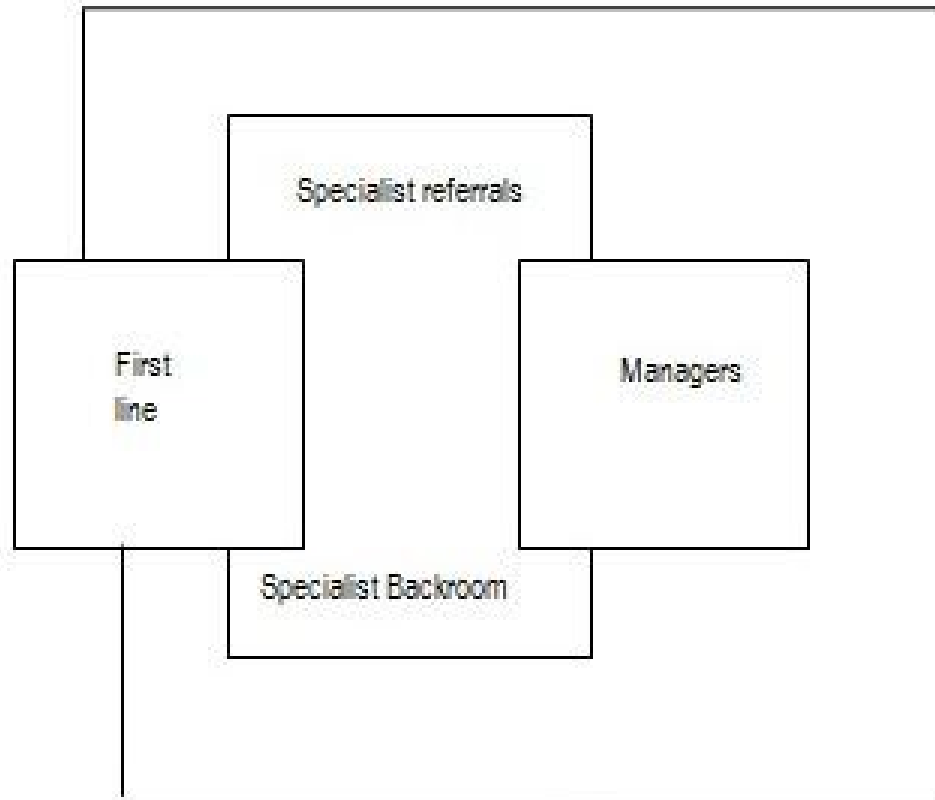 Specialist referrals
First
line
Managers
Specialist Backroom